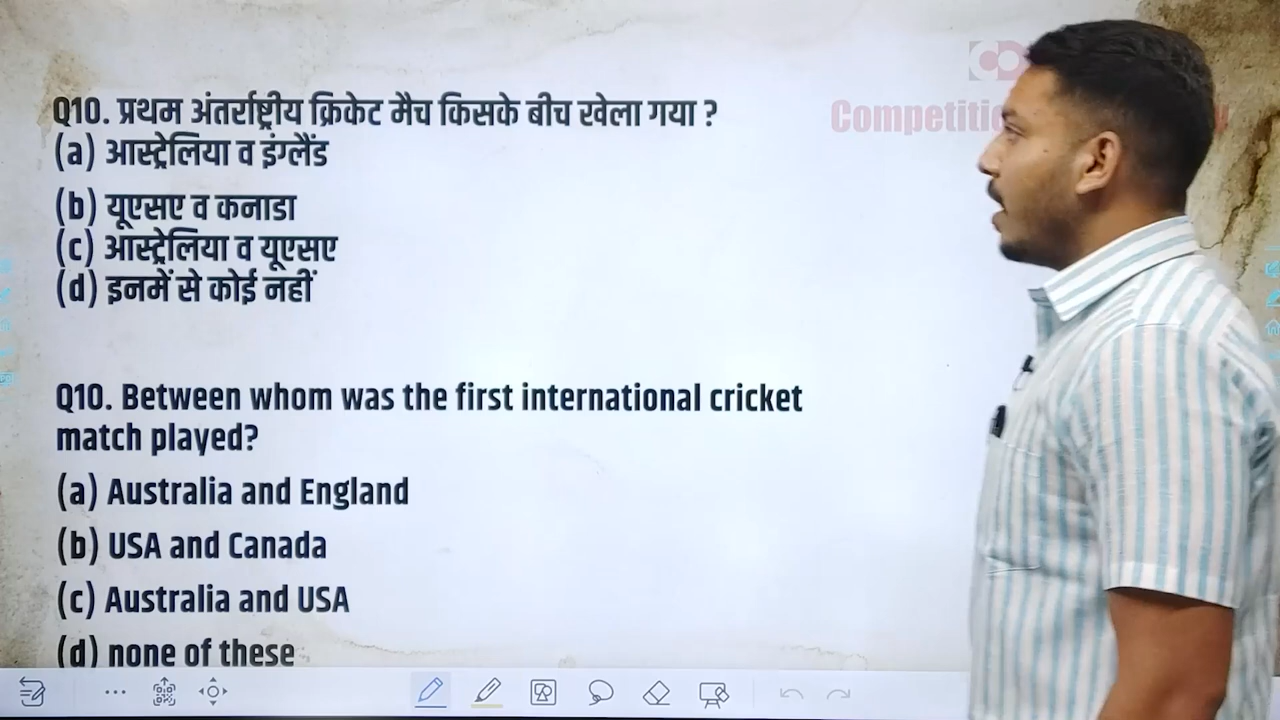 Q10. प्रथम अंतर्राष्ट्रीय क्रिकेट मैच किसके बीच खेला गया ?
(a) आस्ट्रेलिया व इंग्लैंड
(b) यूएसए व कनाडा
(c) आस्ट्रेलिया व यूएसए
(d) इनमें से कोई नहीं
Q10. Between whom was the first international cricket
match played?
(a) Australia and England
(b) USA and Canada
(c) Australia and USA
(d) none of these